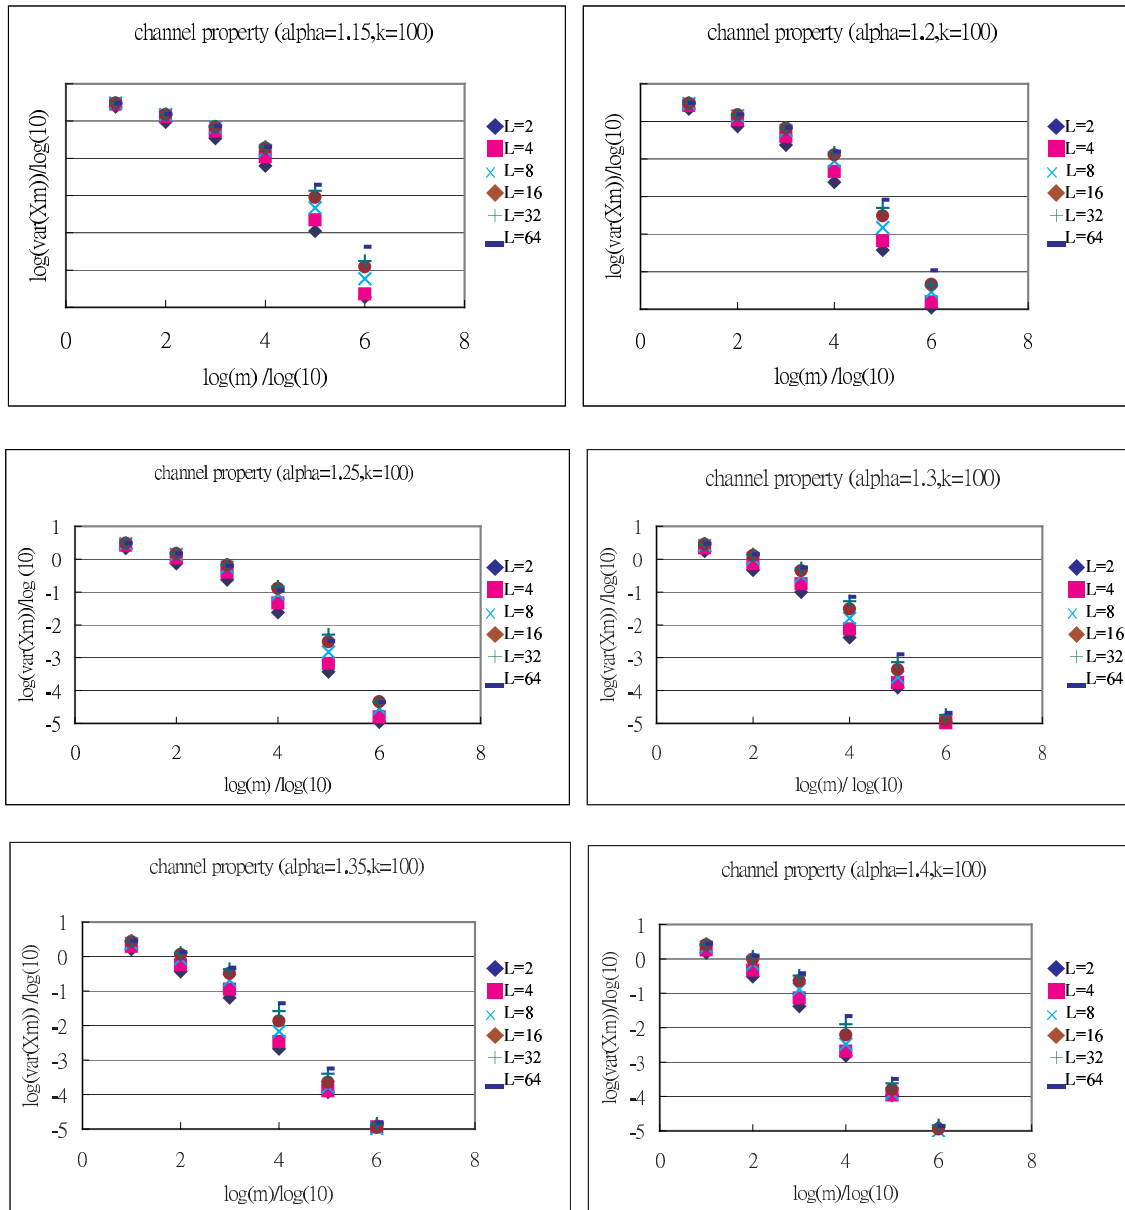 channel property (alpha=1.15,k=100)
log(var(Xm))/log(10)
0
2
4
6
8
log(m) /log(10)
L=2
L=4
L=8
L=16
L=32
L=64
channel property (alpha=1.2,k=100)
log(var(Xm))/log(10)
0
2
4
6
8
log(m) /log(10)
L=2
L=4
L=8
L=16
L=32
L=64
channel property (alpha=1.25,k=100)
log(var(Xm))/log (10)
1
0
-1
-2
-3
-4
-5
0
2
4
6
8
log(m) /log(10)
L=2
L=4
L=8
L=16
L=32
L=64
channel property (alpha=1.3,k=100)
log(var(Xm)) /log(10)
1
0
-1
-2
-3
-4
-5
0
2
4
6
8
log(m)/ log(10)
L=2
L=4
L=8
L=16
L=32
L=64
channel property (alpha=1.35,k=100)
log(var(Xm)) /log(10)
1
0
-1
-2
-3
-4
-5
0
2
4
6
8
log(m)/log(10)
L=2
L=4
L=8
L=16
L=32
L=64
channel property (alpha=1.4,k=100)
log(var(Xm))/log(10)
1
0
-1
-2
-3
-4
-5
0
2
4
6
8
log(m)/log(10)
L=2
L=4
L=8
L=16
L=32
L=64